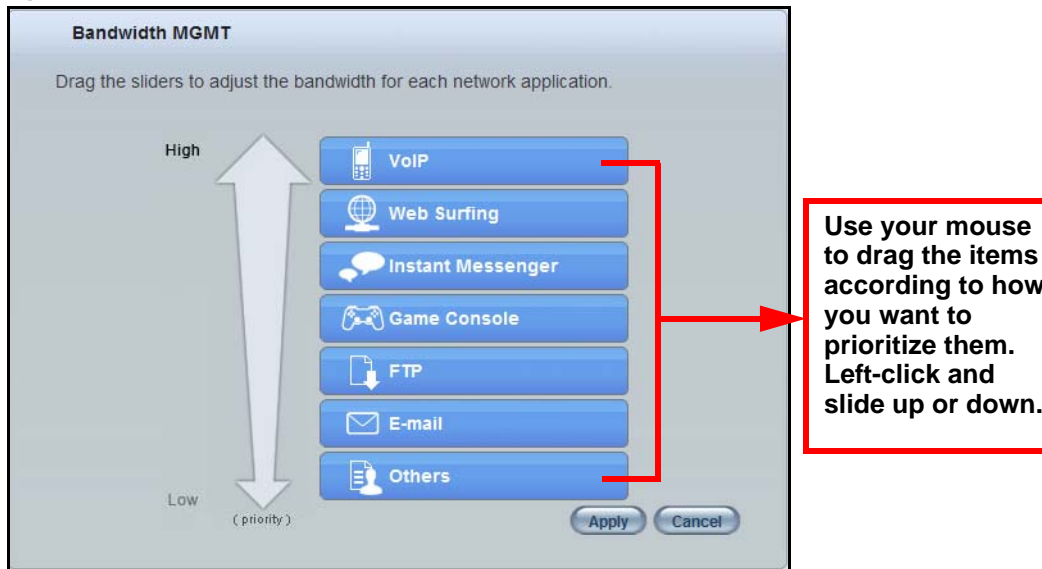 Bandwidth MGMT
Drag the sliders to adjust the bandwidth for each network application.
High
VoIP
Web Surfing
Instant Messenger
Game Console
FTP
E-mail
Others
Low
( priority )
Apply
Cancel
Use your mouse
to drag the items
according to how
you want to
prioritize them.
Left-click and
slide up or down.